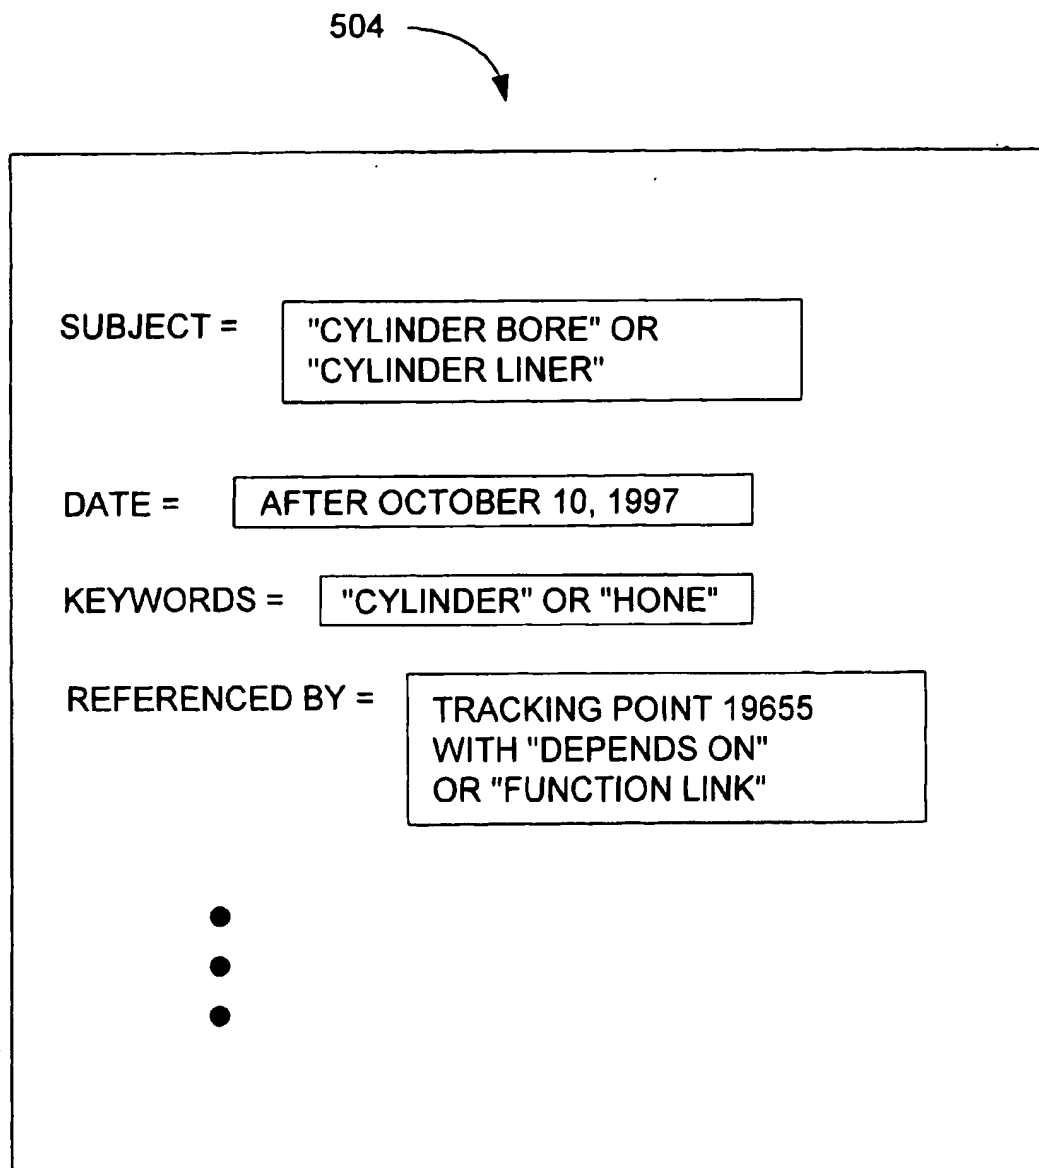 504
SUBJECT = "CYLINDER BORE" OR
"CYLINDER LINER"
DATE = AFTER OCTOBER 10, 1997
KEYWORDS = "CYLINDER" OR "HONE"
REFERENCED BY = TRACKING POINT 19655
WITH "DEPENDS ON"
OR "FUNCTION LINK"